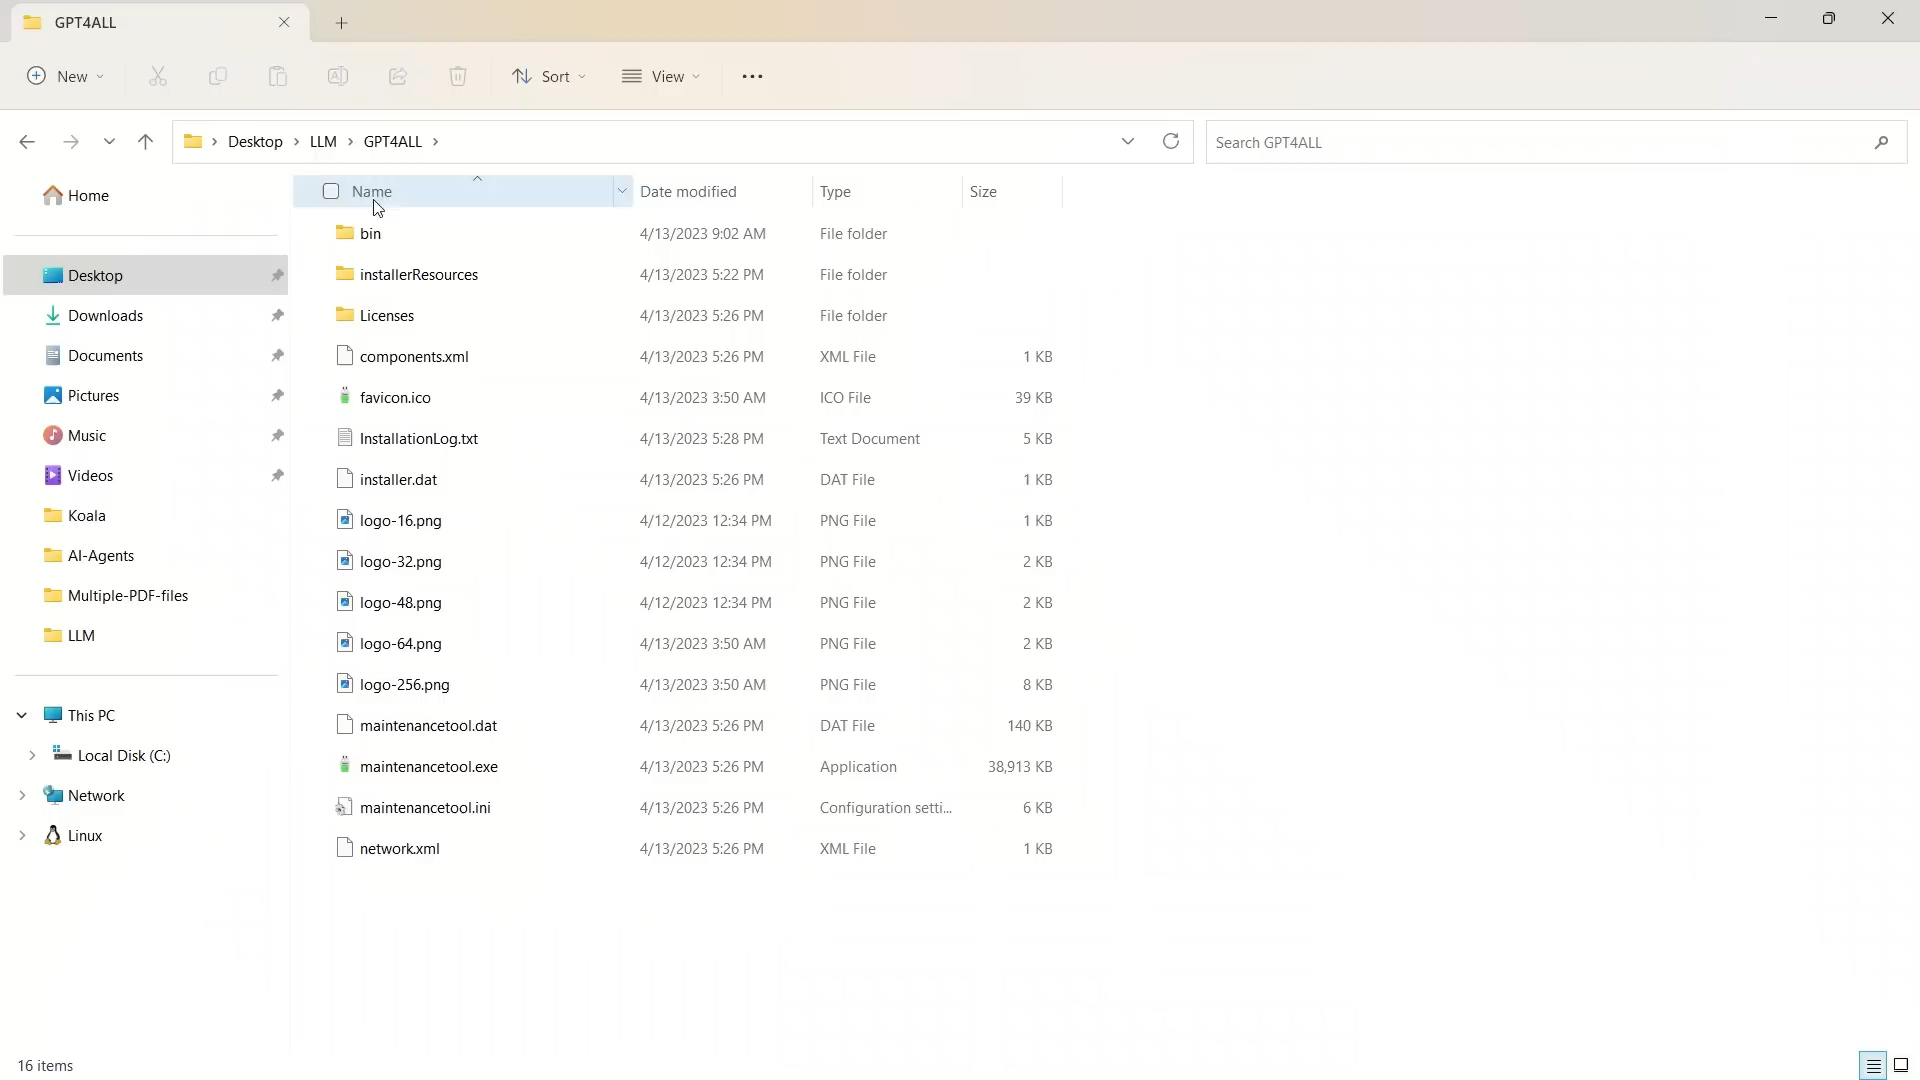 GPT4ALL
New
Sort
View
Desktop
LLM
GPT4ALL
Search GPT4ALL
Home
Desktop
Downloads
Documents
Pictures
Music
Videos
Koala
AI-Agents
Multiple-PDF-files
LLM
This PC
Local Disk (C:)
Network
Linux
Name Date modified Type Size
bin 4/13/2023 9:02 AM File folder
installerResources 4/13/2023 5:22 PM File folder
Licenses 4/13/2023 5:26 PM File folder
components.xml 4/13/2023 5:26 PM XML File 1 KB
favicon.ico 4/13/2023 3:50 AM ICO File 39 KB
InstallationLog.txt 4/13/2023 5:28 PM Text Document 5 KB
installer.dat 4/13/2023 5:26 PM DAT File 1 KB
logo-16.png 4/12/2023 12:34 PM PNG File 1 KB
logo-32.png 4/12/2023 12:34 PM PNG File 2 KB
logo-48.png 4/12/2023 12:34 PM PNG File 2 KB
logo-64.png 4/13/2023 3:50 AM PNG File 2 KB
logo-256.png 4/13/2023 3:50 AM PNG File 8 KB
maintenancetool.dat 4/13/2023 5:26 PM DAT File 140 KB
maintenancetool.exe 4/13/2023 5:26 PM Application 38,913 KB
maintenancetool.ini 4/13/2023 5:26 PM Configuration setti... 6 KB
network.xml 4/13/2023 5:26 PM XML File 1 KB
16 items